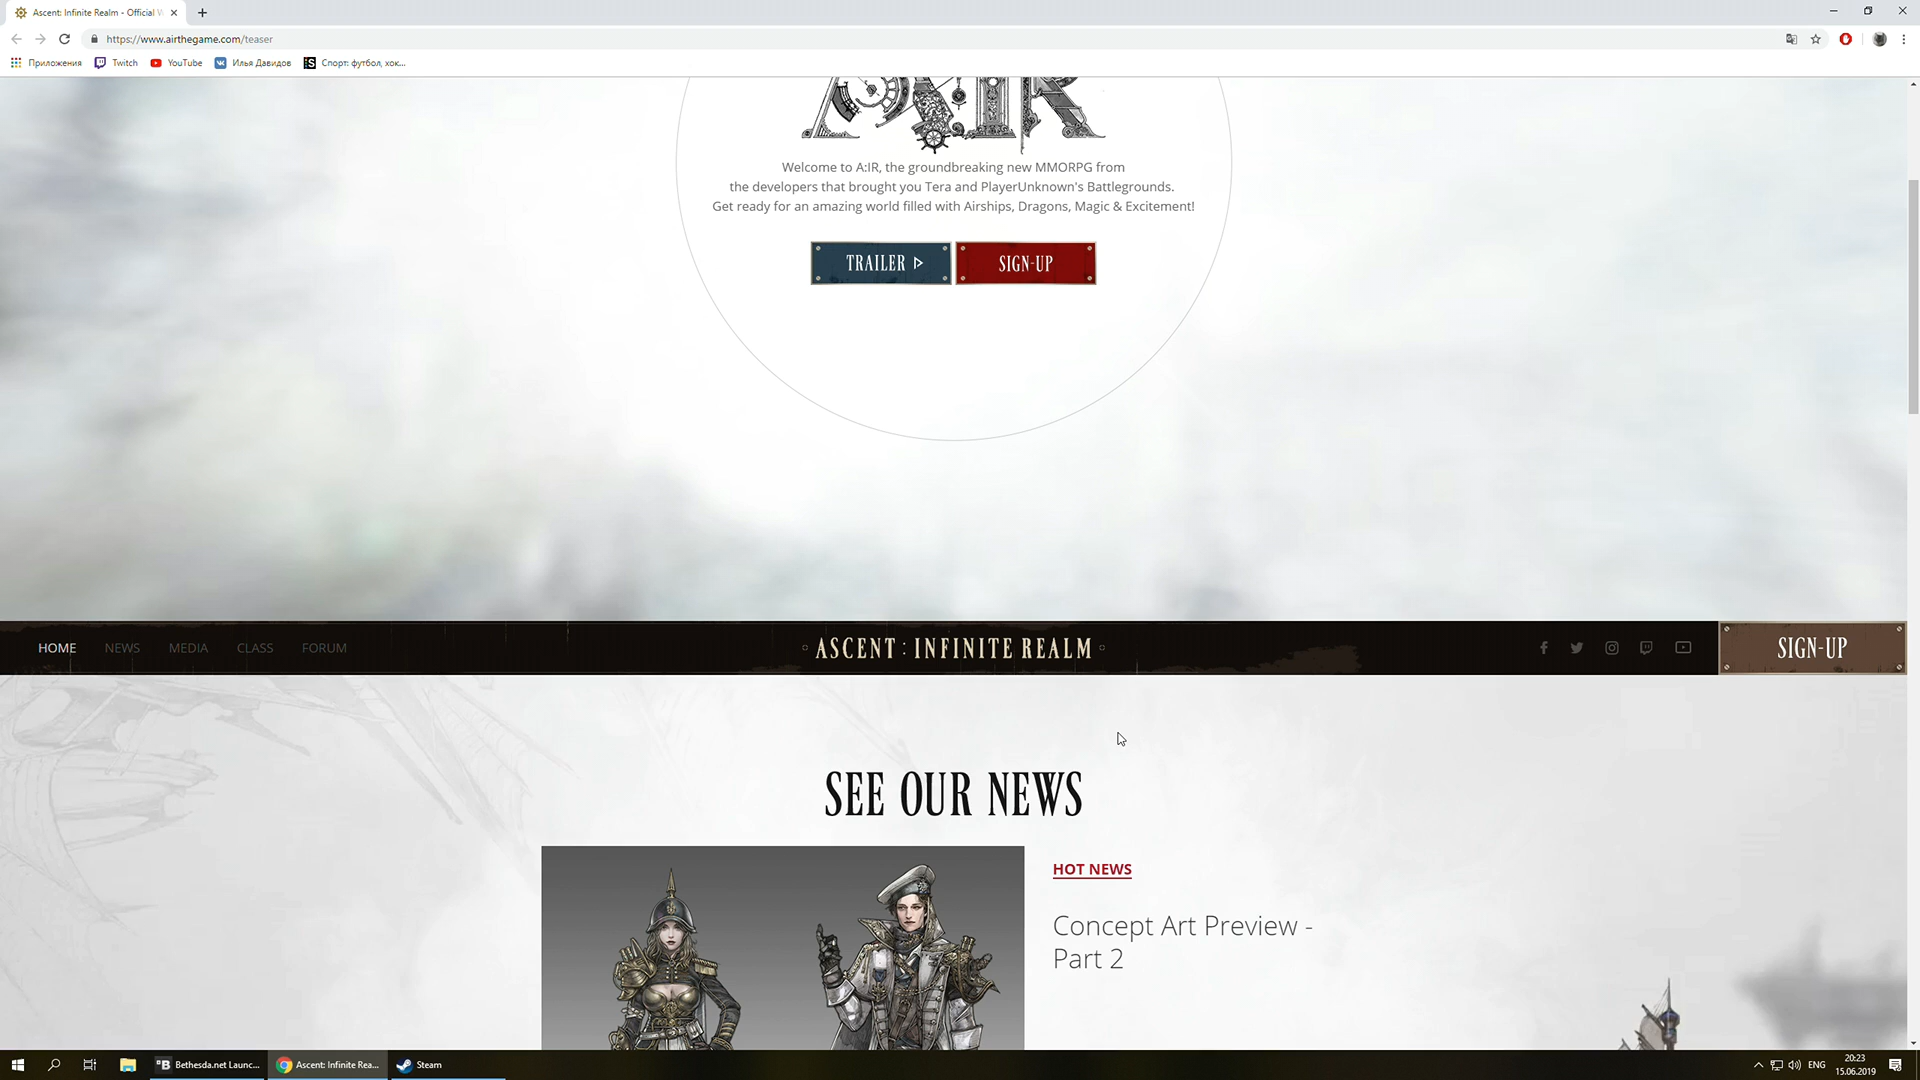 Ascent: Infinite Realm - Official W
https://www.airthegame.com/teaser
Приложения
Twitch
YouTube
Илья Давидов
Спорт: футбол, хок...
A:IR
Welcome to A:IR, the groundbreaking new MMORPG from
the developers that brought you Tera and PlayerUnknown's Battlegrounds.
Get ready for an amazing world filled with Airships, Dragons, Magic & Excitement!
TRAILER
SIGN-UP
HOME
NEWS
MEDIA
CLASS
FORUM
ASCENT : INFINITE REALM
SIGN-UP
SEE OUR NEWS
HOT NEWS
Concept Art Preview -
Part 2
Bethesda.net Launc...
Ascent: Infinite Rea...
Steam
ENG
20:23
15.06.2019